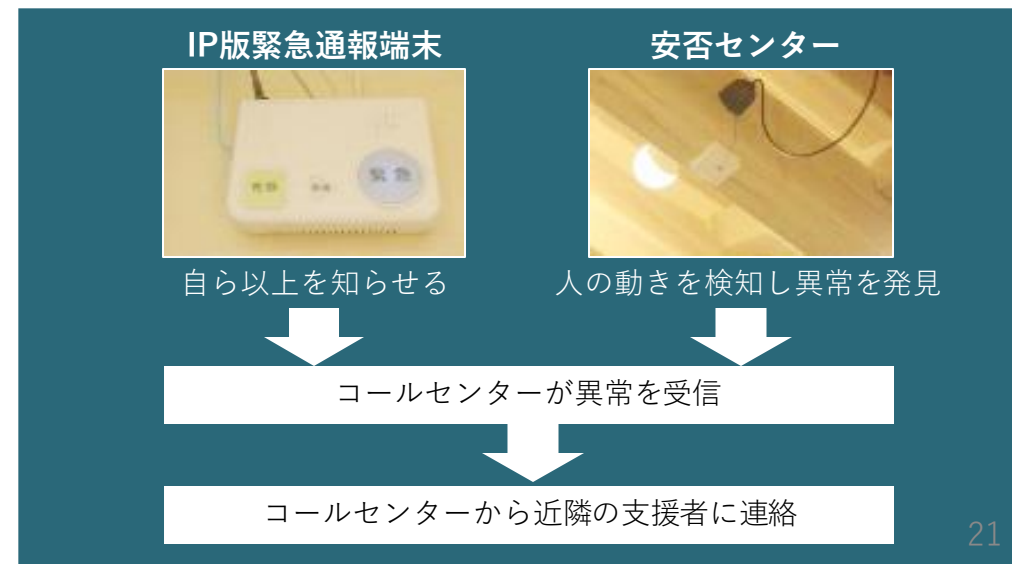 IP版緊急通報端末
安否センター
緊急
自ら以上を知らせる
人の動きを検知し異常を発見
コールセンターが異常を受信
コールセンターから近隣の支援者に連絡
21